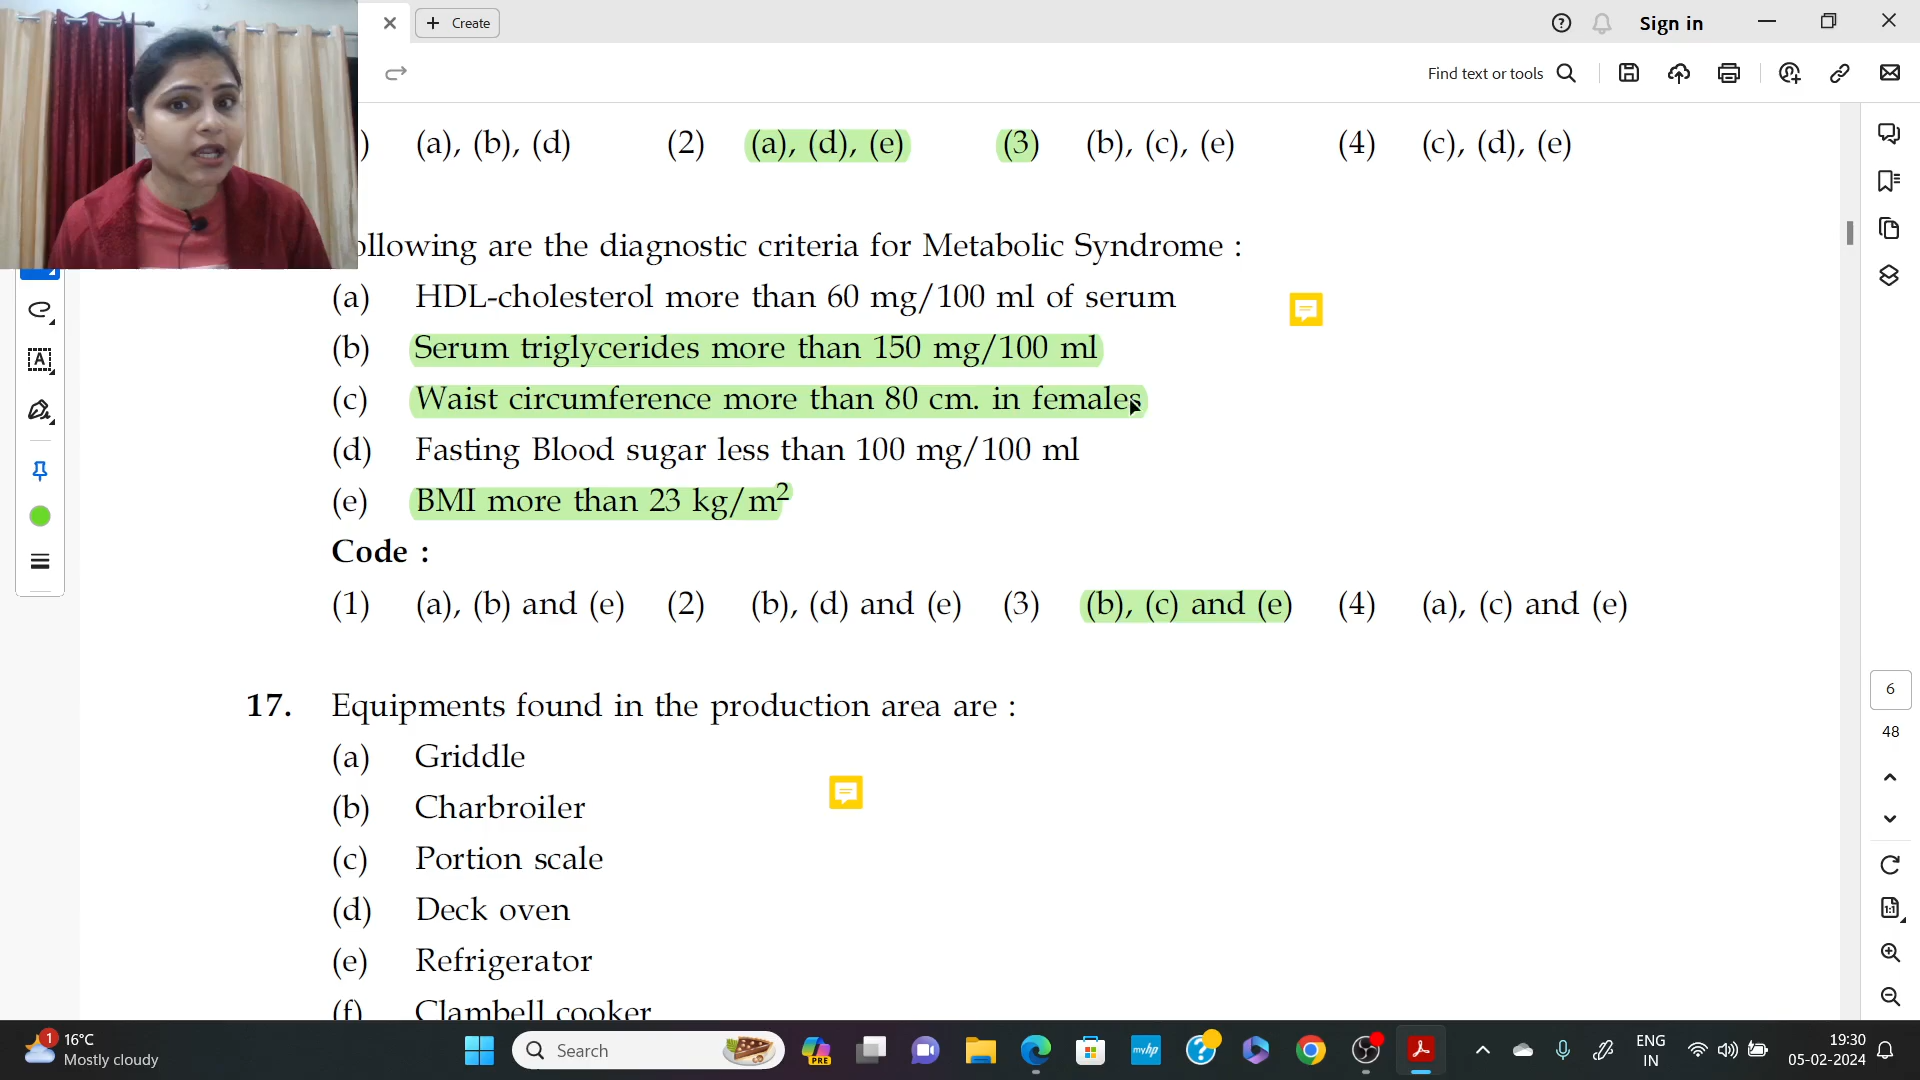 Create
Sign in
Find text or tools
) (a), (b), (d) (2) (a), (d), (e) (3) (b), (c), (e) (4) (c), (d), (e)
ollowing are the diagnostic criteria for Metabolic Syndrome :
(a) HDL-cholesterol more than 60 mg/100 ml of serum
(b) Serum triglycerides more than 150 mg/100 ml
(c) Waist circumference more than 80 cm. in females
(d) Fasting Blood sugar less than 100 mg/100 ml
(e) BMI more than 23 kg/m²
Code :
(1) (a), (b) and (e) (2) (b), (d) and (e) (3) (b), (c) and (e) (4) (a), (c) and (e)
17. Equipments found in the production area are :
(a) Griddle
(b) Charbroiler
(c) Portion scale
(d) Deck oven
(e) Refrigerator
(f) Clambell cooker
6
48
1
16°C
Mostly cloudy
Search
PRE
myhp
ENG
IN
19:30
05-02-2024